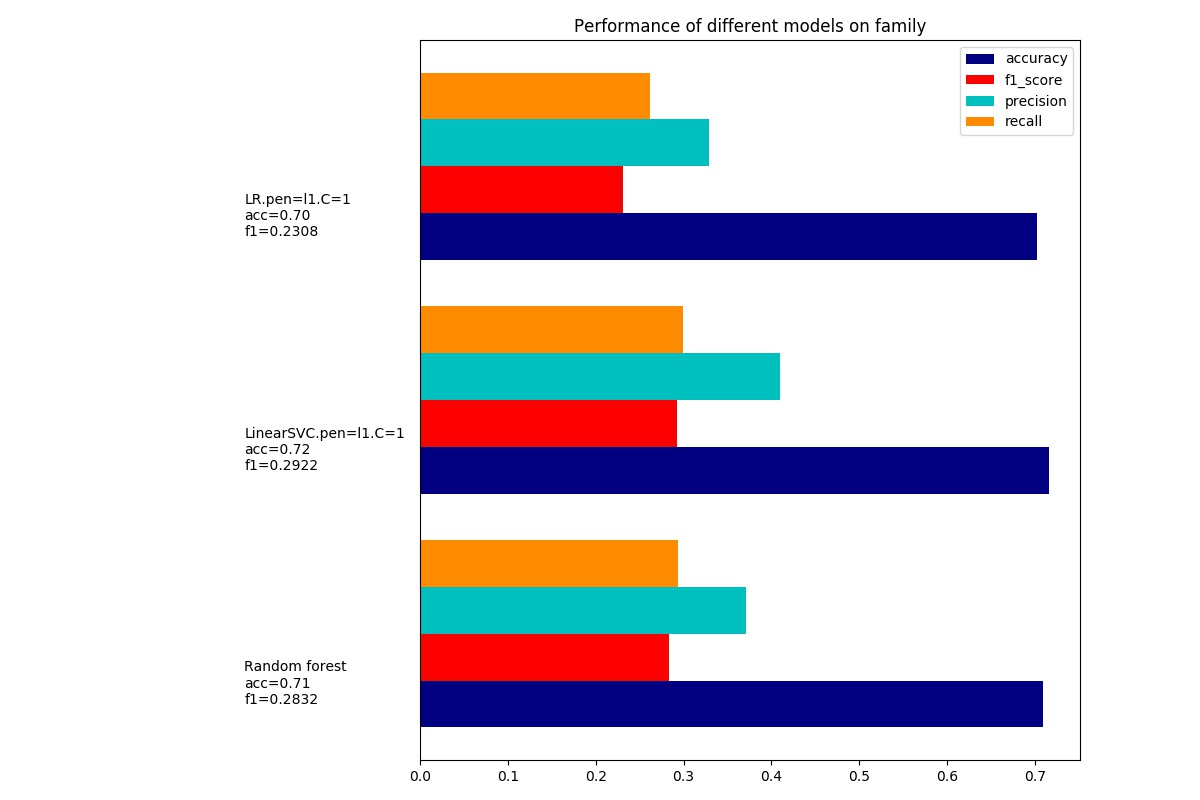 Performance of different models on family
accuracy
f1_score
precision
recall
LR.pen=l1.C=1
acc=0.70
f1=0.2308
LinearSVC.pen=l1.C=1
acc=0.72
f1=0.2922
Random forest
acc=0.71
f1=0.2832
0.0 0.1 0.2 0.3 0.4 0.5 0.6 0.7